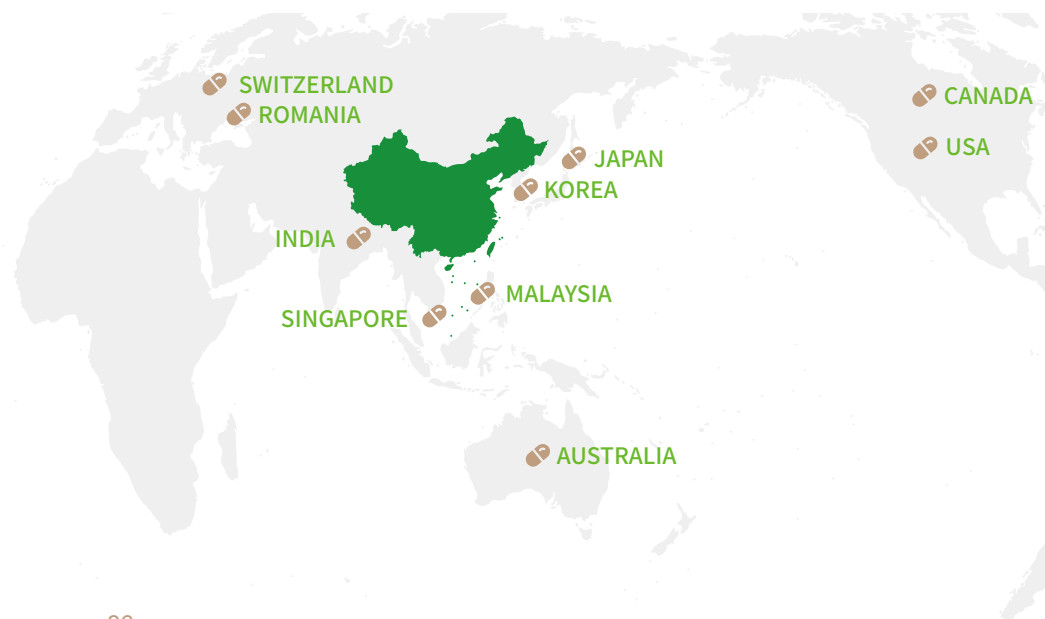 SWITZERLAND
CANADA
ROMANIA
USA
JAPAN
KOREA
INDIA
MALAYSIA
SINGAPORE
AUSTRALIA